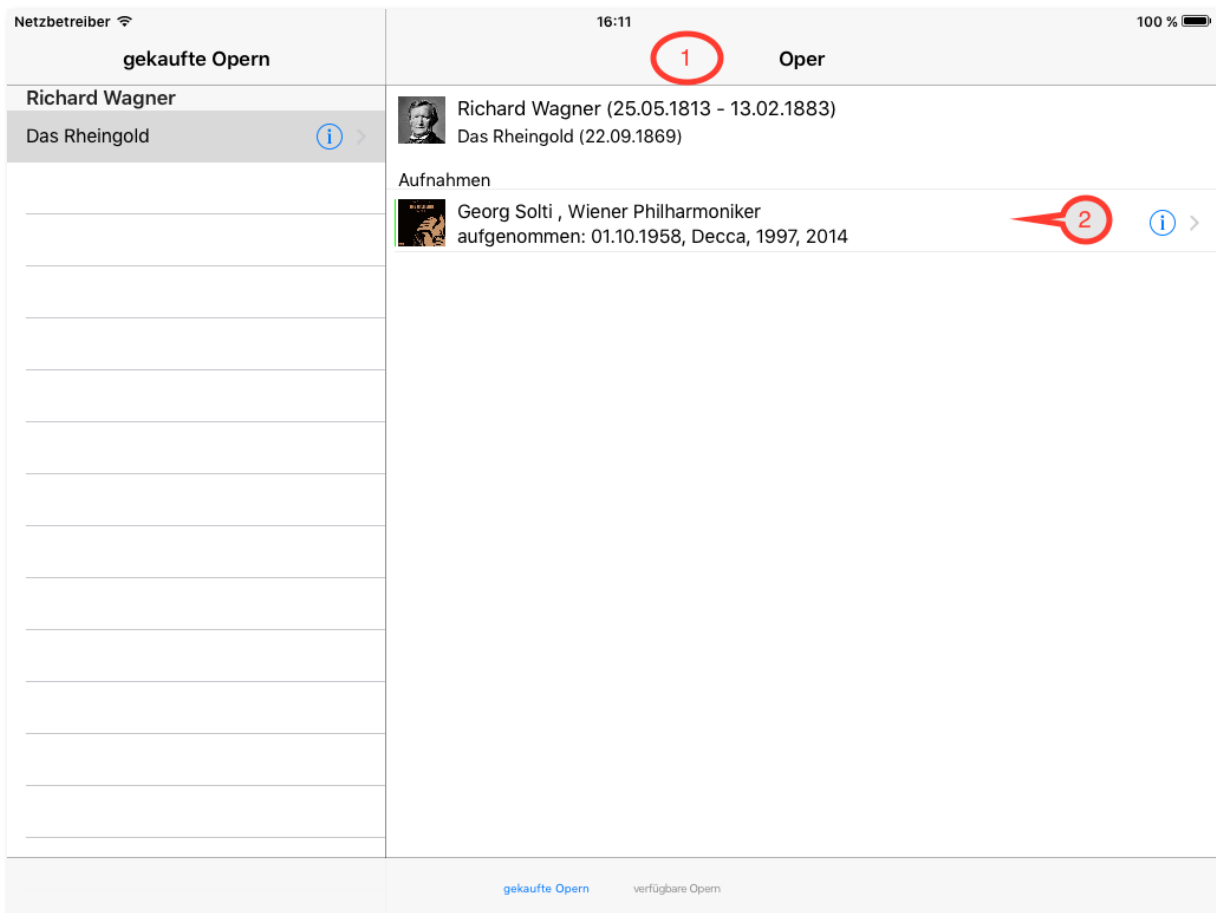 Netzbetreiber 16:11 100 %
gekaufte Opern
1
Oper
Richard Wagner
Das Rheingold
Richard Wagner (25.05.1813 - 13.02.1883)
Das Rheingold (22.09.1869)
Aufnahmen
Georg Solti , Wiener Philharmoniker
aufgenommen: 01.10.1958, Decca, 1997, 2014
2
gekaufte Opern verfügbare Opern